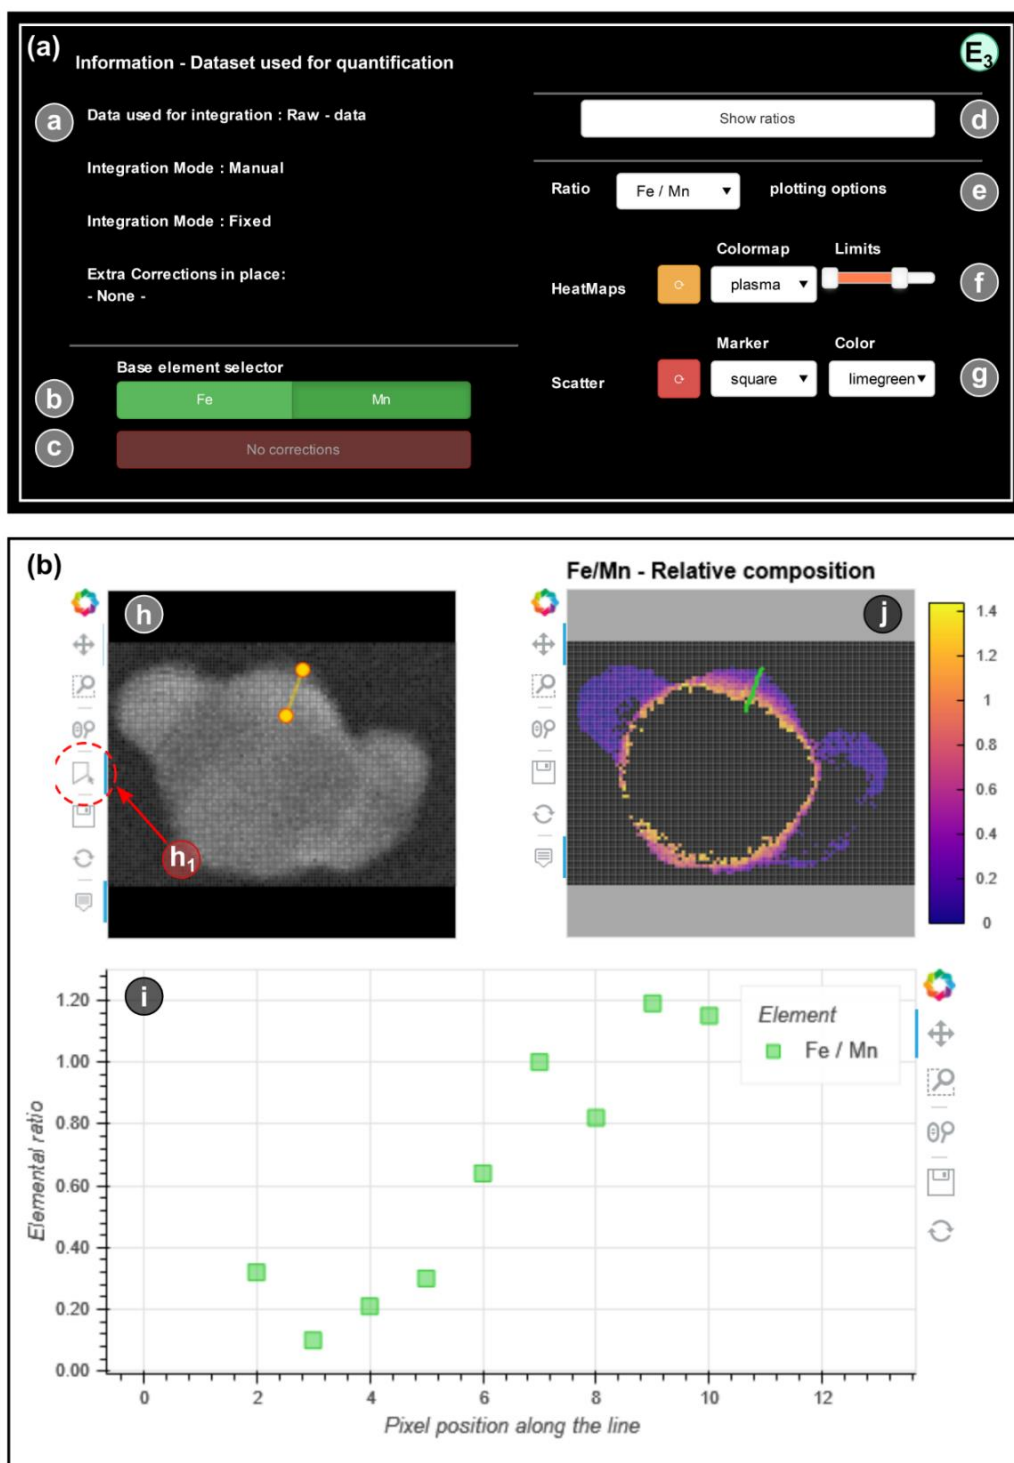 (a)
Information - Dataset used for quantification
E3
a
Data used for integration : Raw - data
Integration Mode : Manual
Integration Mode : Fixed
Extra Corrections in place:
- None -
Base element selector
b
Fe
Mn
c
No corrections
Show ratios
d
Ratio
Fe / Mn
plotting options
e
Colormap
Limits
HeatMaps
plasma
f
Marker
Color
Scatter
square
limegreen
g
(b)
h
h1
Fe/Mn - Relative composition
j
1.4
1.2
1
0.8
0.6
0.4
0.2
0
i
Elemental ratio
1.20
1.00
0.80
0.60
0.40
0.20
0.00
Element
Fe / Mn
0 2 4 6 8 10 12
Pixel position along the line